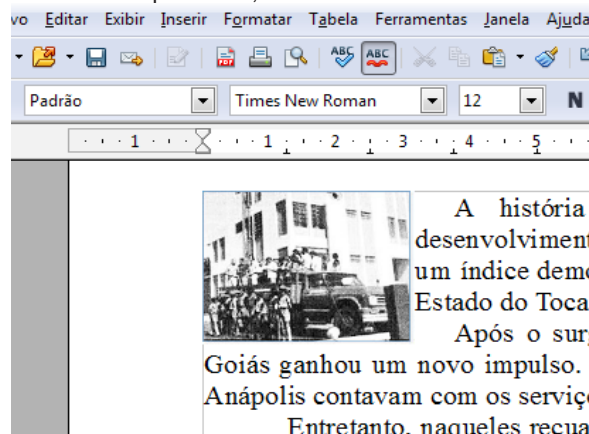 vo Editar Exibir Inserir Formatar Tabela Ferramentas Janela Ajuda
ABC ABC
Padrão Times New Roman 12 N
1 1 2 3 4 5
A história
desenvolviment
um índice demo
Estado do Toca
Após o surg
Goiás ganhou um novo impulso.
Anápolis contavam com os serviço
Entretanto, naqueles recua